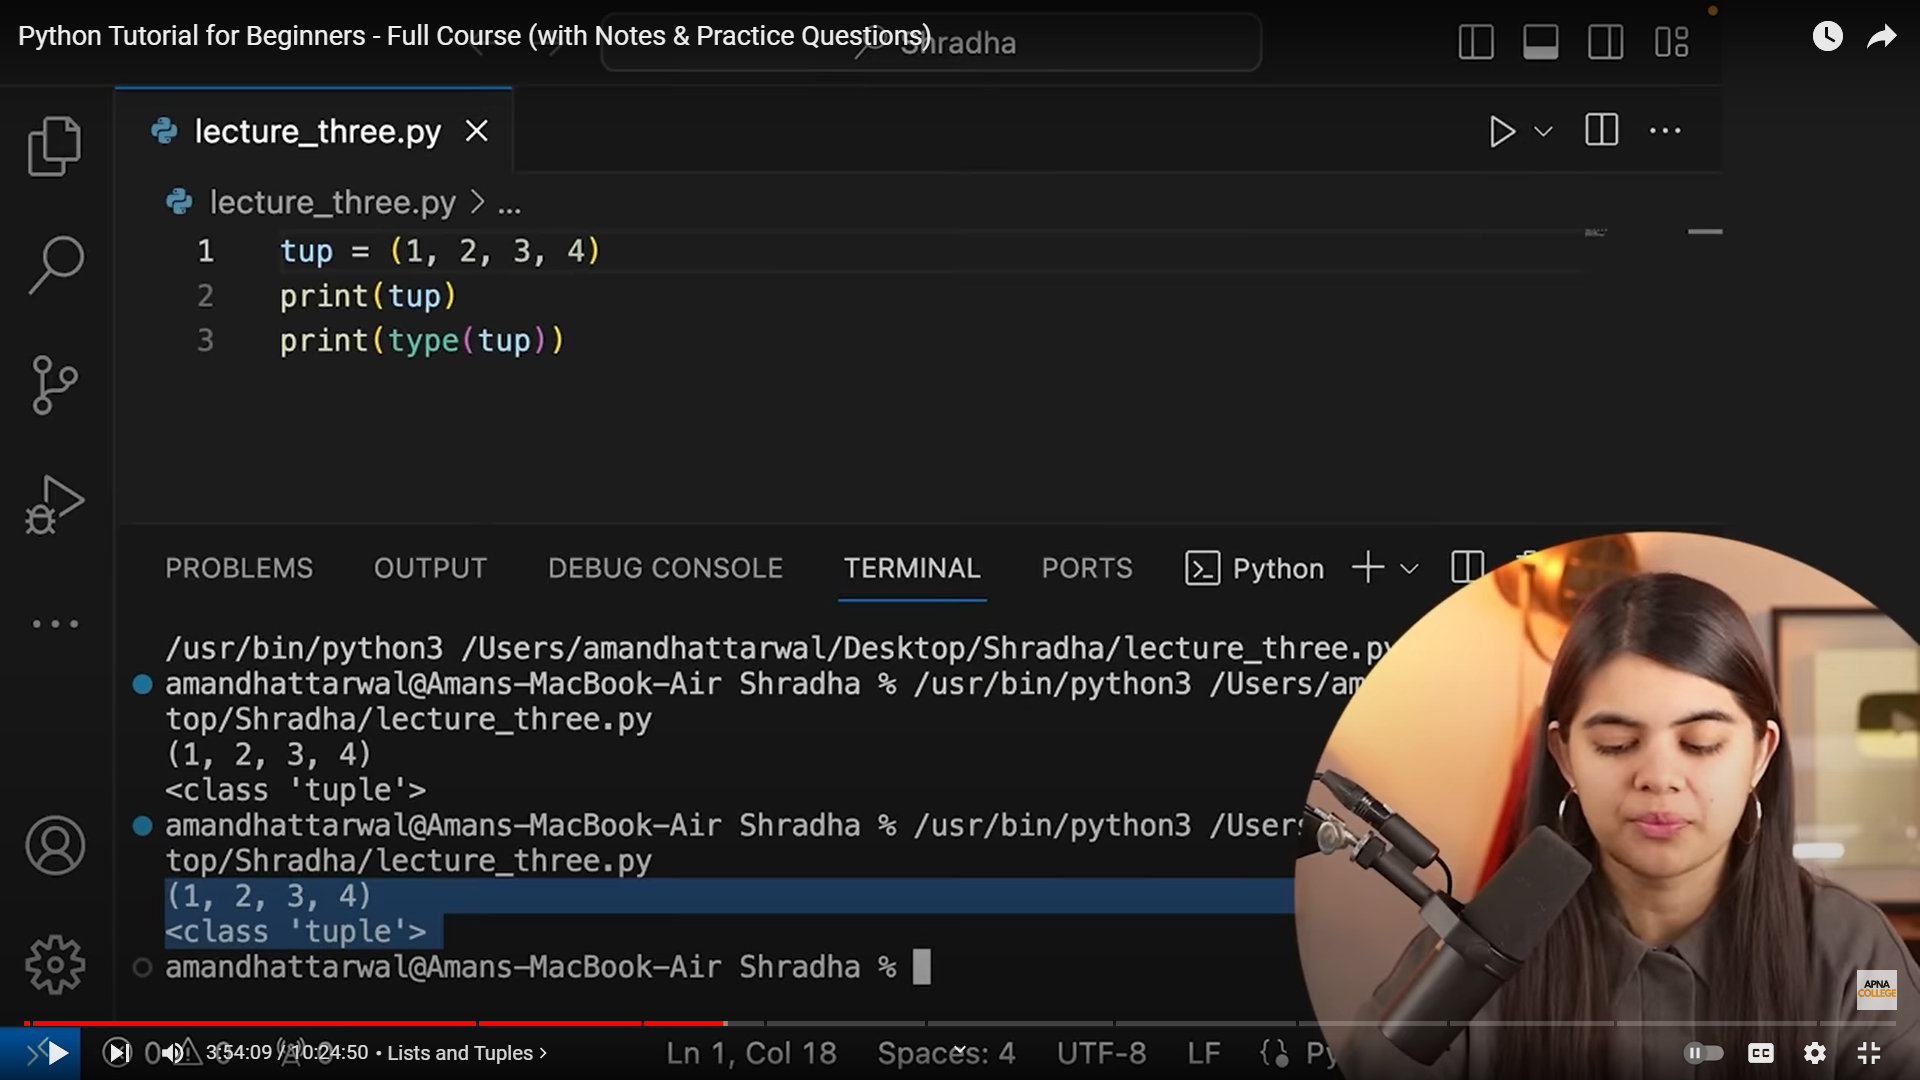 Python Tutorial for Beginners - Full Course (with Notes & Practice Questions)
Shradha
lecture_three.py
lecture_three.py > ...
1 tup = (1, 2, 3, 4)
2 print(tup)
3 print(type(tup))
PROBLEMS OUTPUT DEBUG CONSOLE TERMINAL PORTS Python
/usr/bin/python3 /Users/amandhattarwal/Desktop/Shradha/lecture_three.py
amandhattarwal@Amans-MacBook-Air Shradha % /usr/bin/python3 /Users/am
top/Shradha/lecture_three.py
(1, 2, 3, 4)
<class 'tuple'>
amandhattarwal@Amans-MacBook-Air Shradha % /usr/bin/python3 /Users
top/Shradha/lecture_three.py
(1, 2, 3, 4)
<class 'tuple'>
amandhattarwal@Amans-MacBook-Air Shradha %
APNA
COLLEGE
3:54:09 / 10:24:50 • Lists and Tuples >
Ln 1, Col 18 Spaces: 4 UTF-8 LF Py
CC